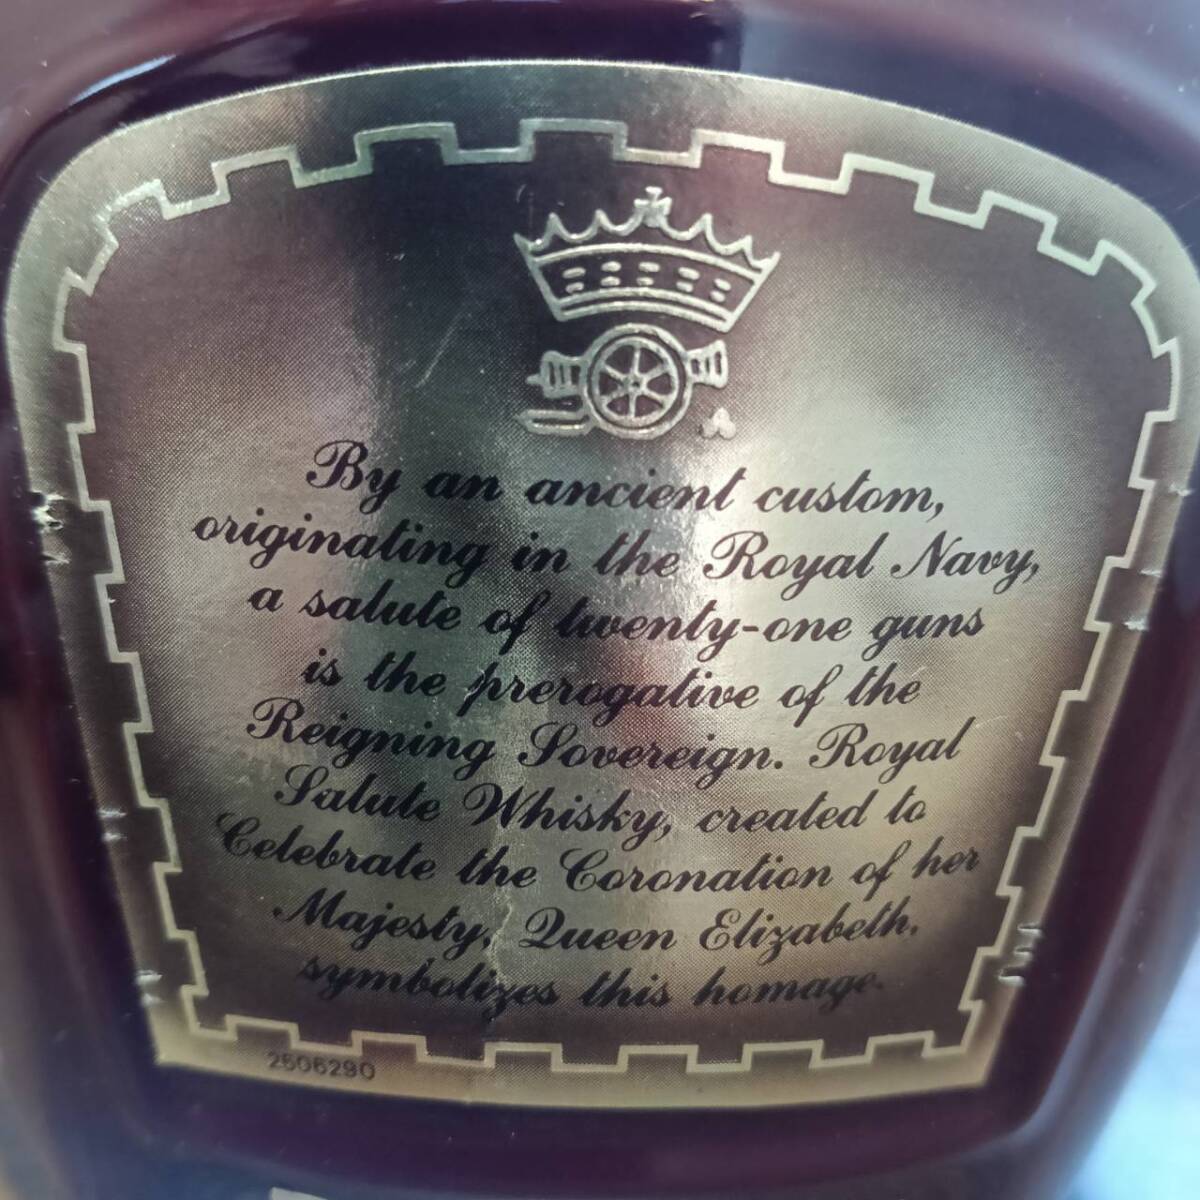 By an ancient custom,
originating in the Royal Navy,
a salute of twenty-one guns
is the prerogative of the
Reigning Sovereign. Royal
Salute Whisky, created to
Celebrate the Coronation of her
Majesty, Queen Elizabeth,
symbolizes this homage.
2606290